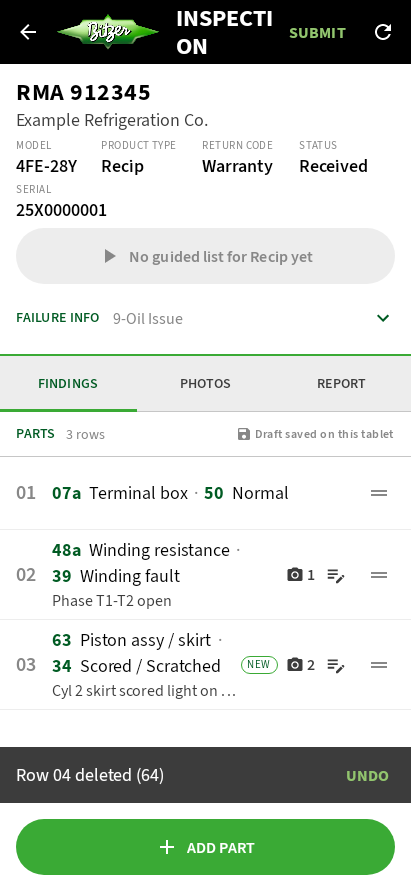 Bitzer
INSPECTI
ON
SUBMIT
RMA 912345
Example Refrigeration Co.
MODEL PRODUCT TYPE RETURN CODE STATUS
4FE-28Y Recip Warranty Received
SERIAL
25X0000001
No guided list for Recip yet
FAILURE INFO 9-Oil Issue
FINDINGS PHOTOS REPORT
PARTS 3 rows Draft saved on this tablet
01 07a Terminal box · 50 Normal
48a Winding resistance ·
02 39 Winding fault 1
Phase T1-T2 open
63 Piston assy / skirt ·
03 34 Scored / Scratched NEW 2
Cyl 2 skirt scored light on ...
Row 04 deleted (64) UNDO
ADD PART